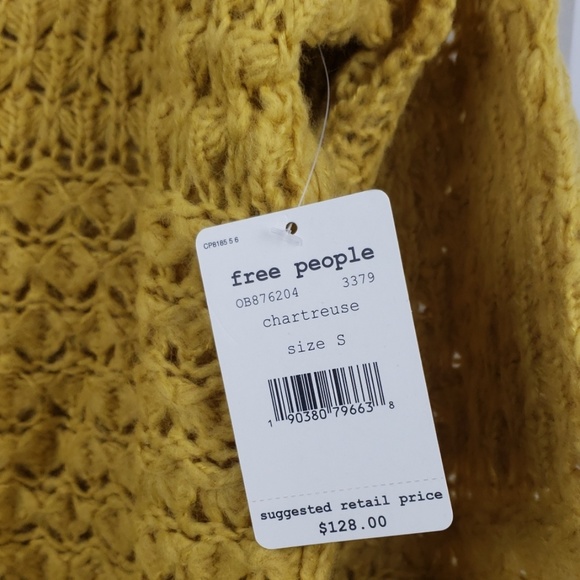 CP8185 5 6
free people
OB876204 3379
chartreuse
size S
1 90380 79663 8
suggested retail price
$128.00